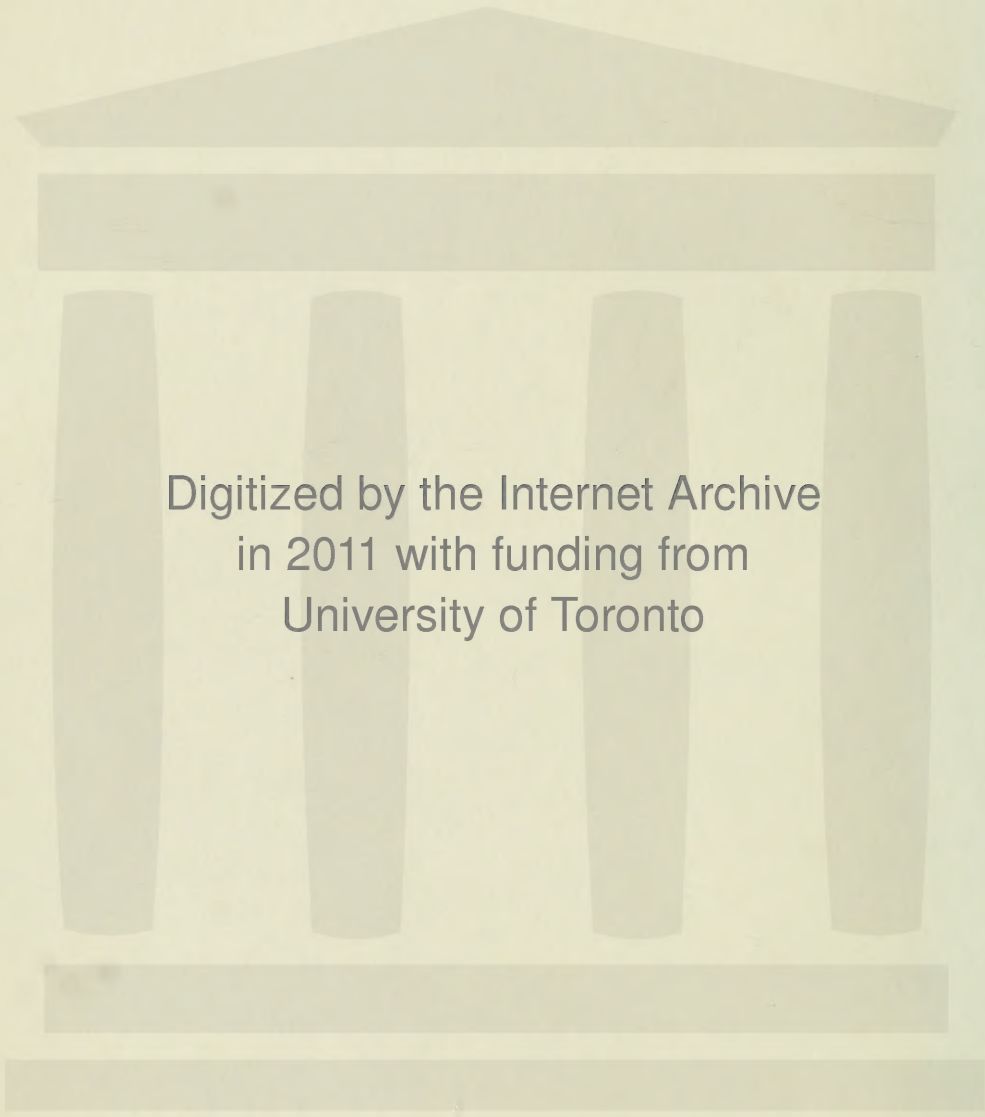 Digitized by the Internet Archive
in 2011 with funding from
University of Toronto